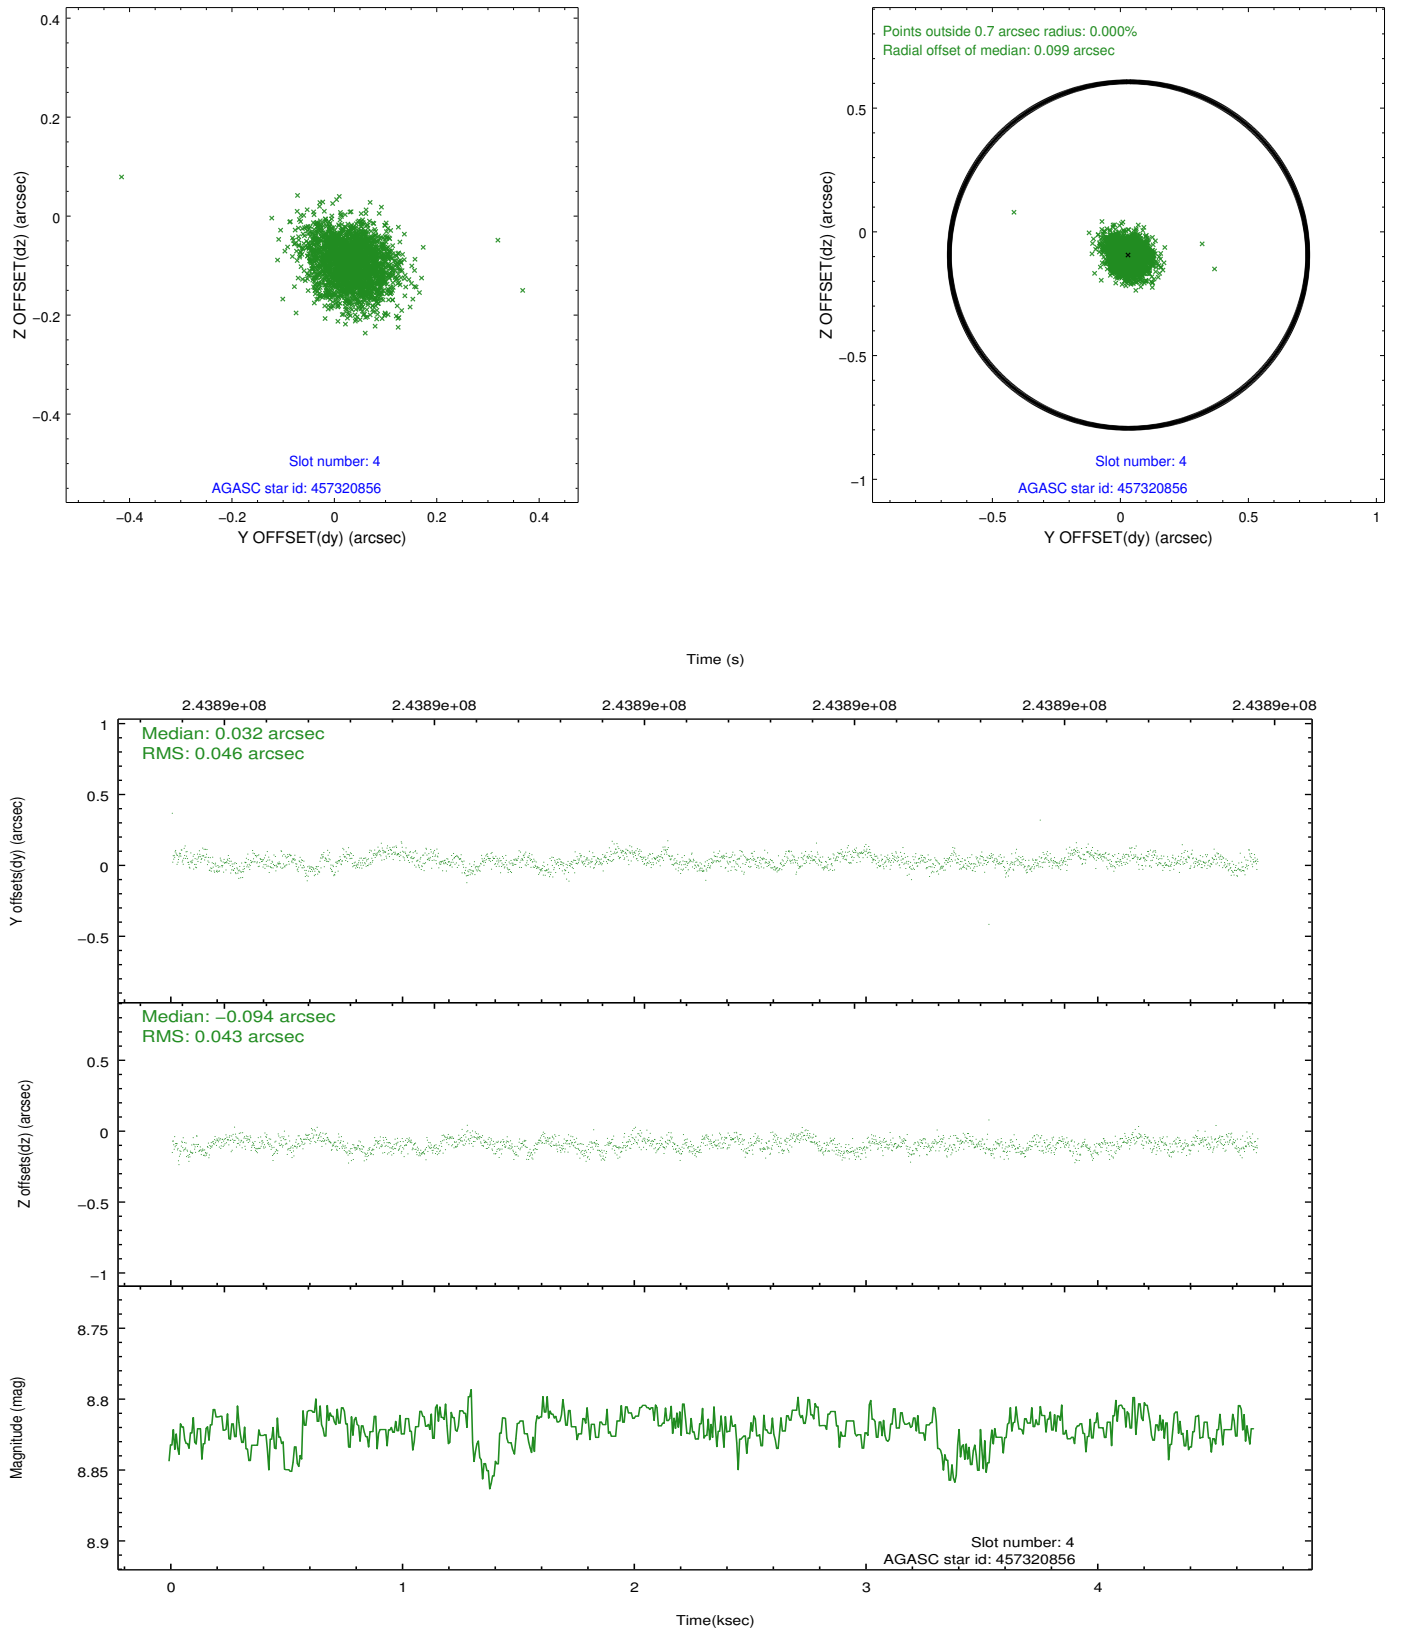 0.4
0.2
0
−0.2
−0.4
Z OFFSET(dz) (arcsec)
Slot number: 4
AGASC star id: 457320856
−0.4
−0.2
0
0.2
0.4
Y OFFSET(dy) (arcsec)
Points outside 0.7 arcsec radius: 0.000%
Radial offset of median: 0.099 arcsec
0.5
0
−0.5
−1
Z OFFSET(dz) (arcsec)
Slot number: 4
AGASC star id: 457320856
−0.5
0
0.5
1
Y OFFSET(dy) (arcsec)
Time (s)
2.4389e+08
2.4389e+08
2.4389e+08
2.4389e+08
2.4389e+08
2.4389e+08
Median: 0.032 arcsec
RMS: 0.046 arcsec
1
0.5
0
−0.5
Y offsets(dy) (arcsec)
Median: −0.094 arcsec
RMS: 0.043 arcsec
0.5
0
−0.5
−1
Z offsets(dz) (arcsec)
8.75
8.8
8.85
8.9
Magnitude (mag)
Slot number: 4
AGASC star id: 457320856
0
1
2
3
4
Time(ksec)